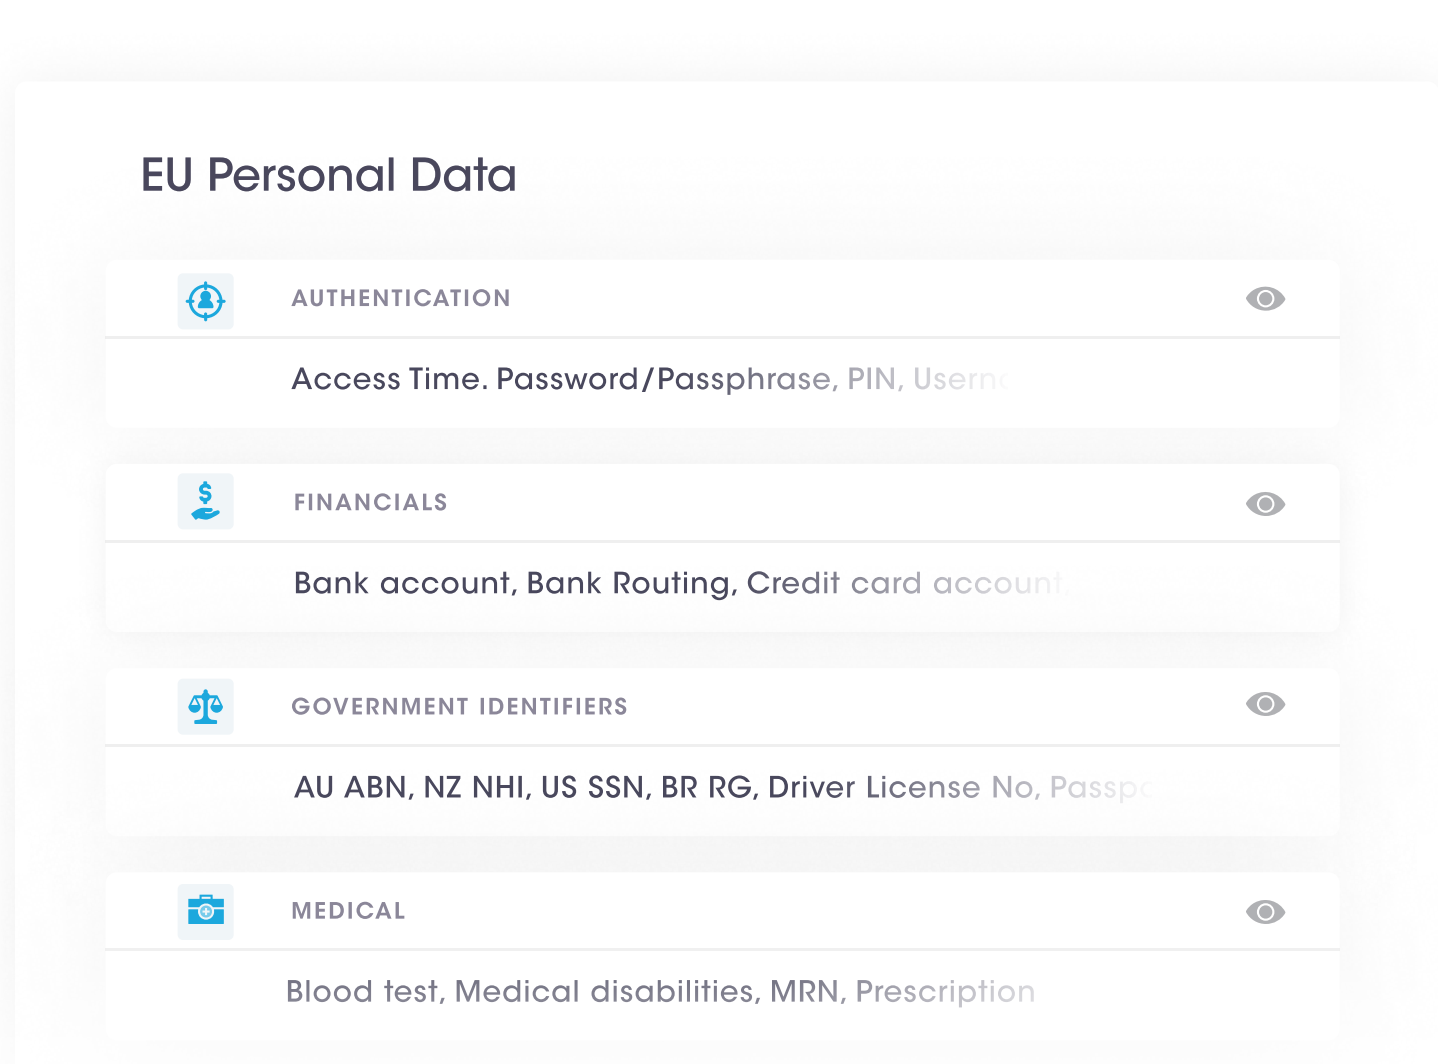 EU Personal Data
AUTHENTICATION
Access Time. Password/Passphrase, PIN,
FINANCIALS
Bank account, Bank Routing, Credit card account,
GOVERNMENT IDENTIFIERS
AU ABN, NZ NHI, US SSN, BR RG, Driver License No,
MEDICAL
Blood test, Medical disabilities, MRN, Prescription